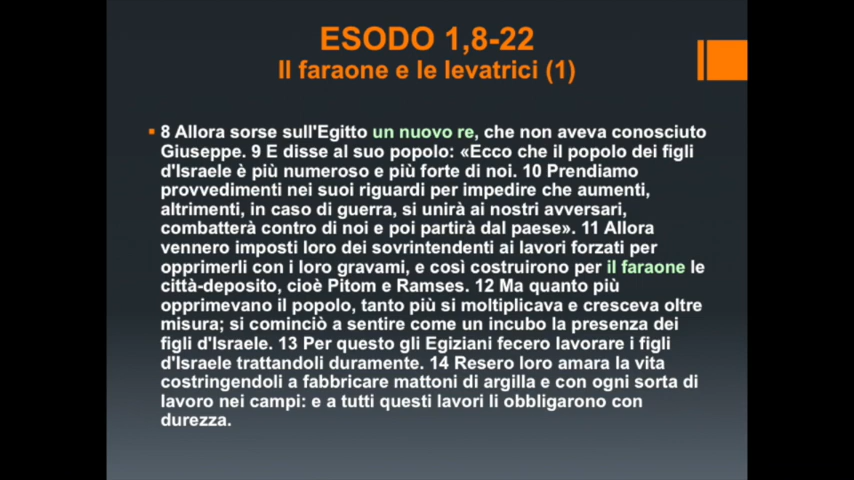 ESODO 1,8-22
Il faraone e le levatrici (1)
8 Allora sorse sull'Egitto un nuovo re, che non aveva conosciuto
Giuseppe. 9 E disse al suo popolo: «Ecco che il popolo dei figli
d'Israele è più numeroso e più forte di noi. 10 Prendiamo
provvedimenti nei suoi riguardi per impedire che aumenti,
altrimenti, in caso di guerra, si unirà ai nostri avversari,
combatterà contro di noi e poi partirà dal paese». 11 Allora
vennero imposti loro dei sovrintendenti ai lavori forzati per
opprimerli con i loro gravami, e così costruirono per il faraone le
città-deposito, cioè Pitom e Ramses. 12 Ma quanto più
opprimevano il popolo, tanto più si moltiplicava e cresceva oltre
misura; si cominciò a sentire come un incubo la presenza dei
figli d'Israele. 13 Per questo gli Egiziani fecero lavorare i figli
d'Israele trattandoli duramente. 14 Resero loro amara la vita
costringendoli a fabbricare mattoni di argilla e con ogni sorta di
lavoro nei campi: e a tutti questi lavori li obbligarono con
durezza.